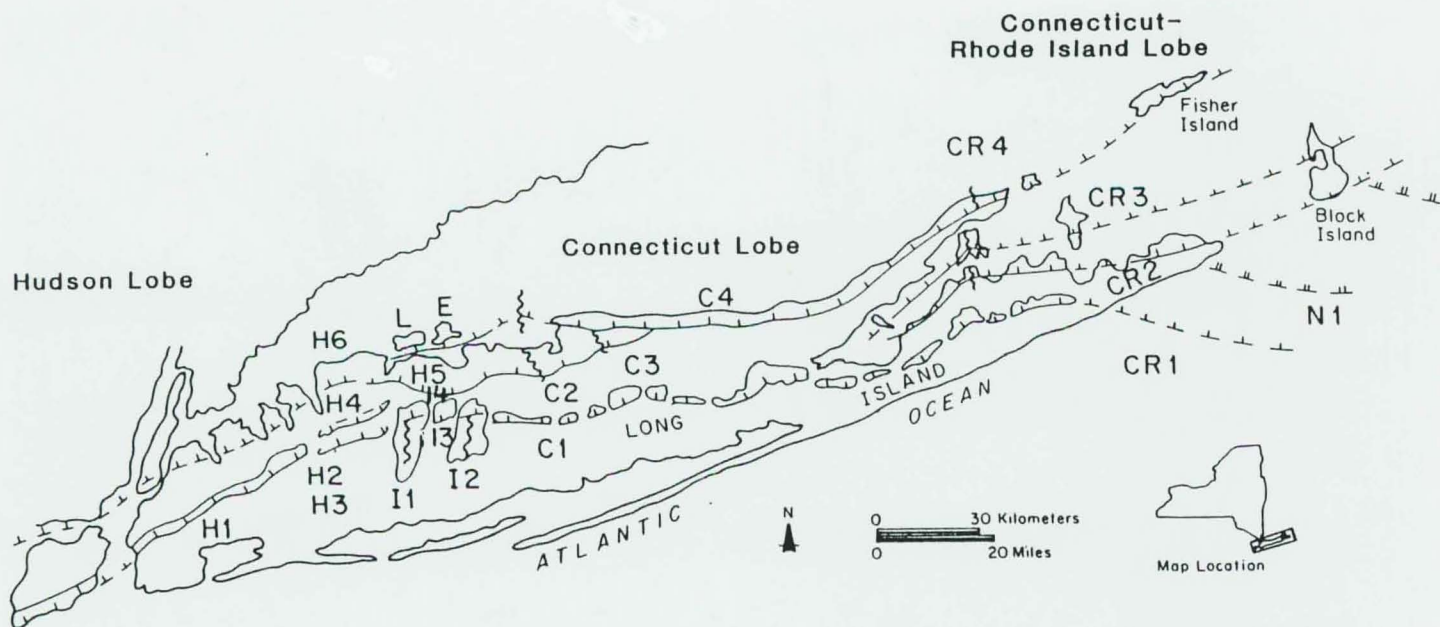 Connecticut-
Rhode Island Lobe
Fisher
Island
CR4
CR3
Block
Island
Connecticut Lobe
Hudson Lobe
C4
CR2
L
E
N1
H6
CR1
H5
C3
I4
C2
H4
ISLAND
OCEAN
I3
LONG
C1
H2
I2
H3
I1
H1
ATLANTIC
N
0 30 Kilometers
0 20 Miles
Map Location